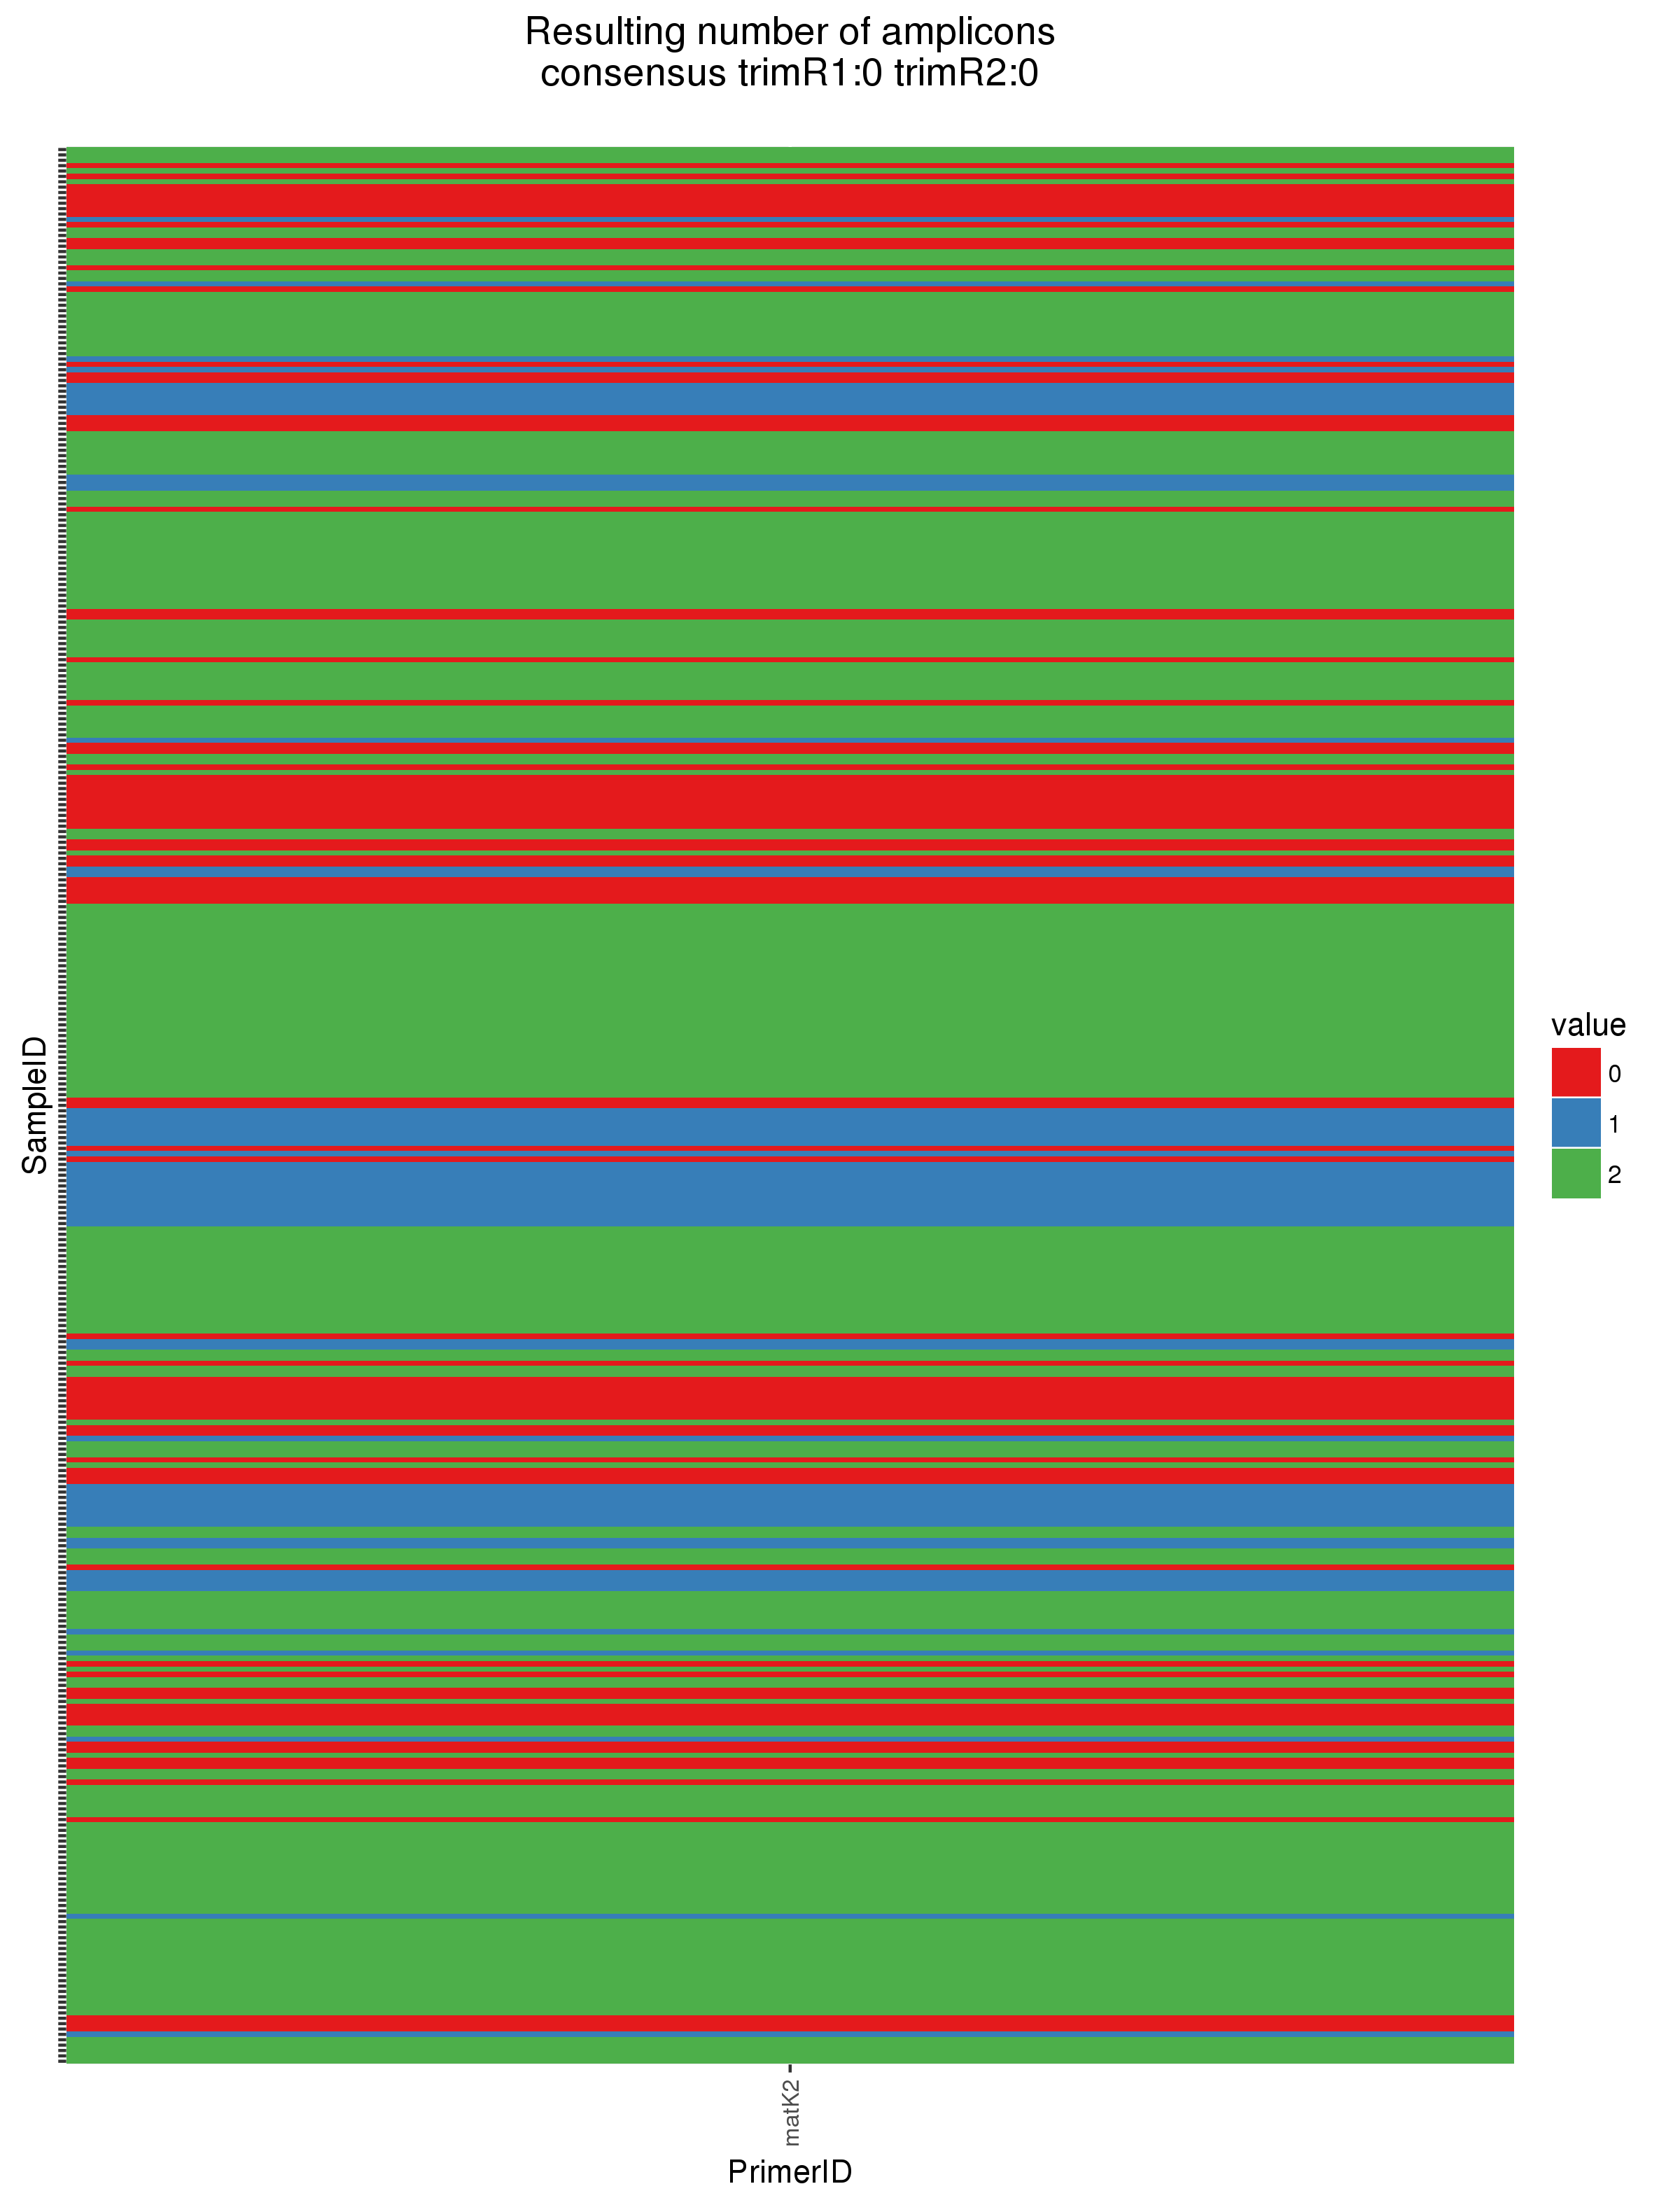 Resulting number of amplicons
consensus trimR1:0 trimR2:0
SampleID
value
0
1
2
matK2
PrimerID